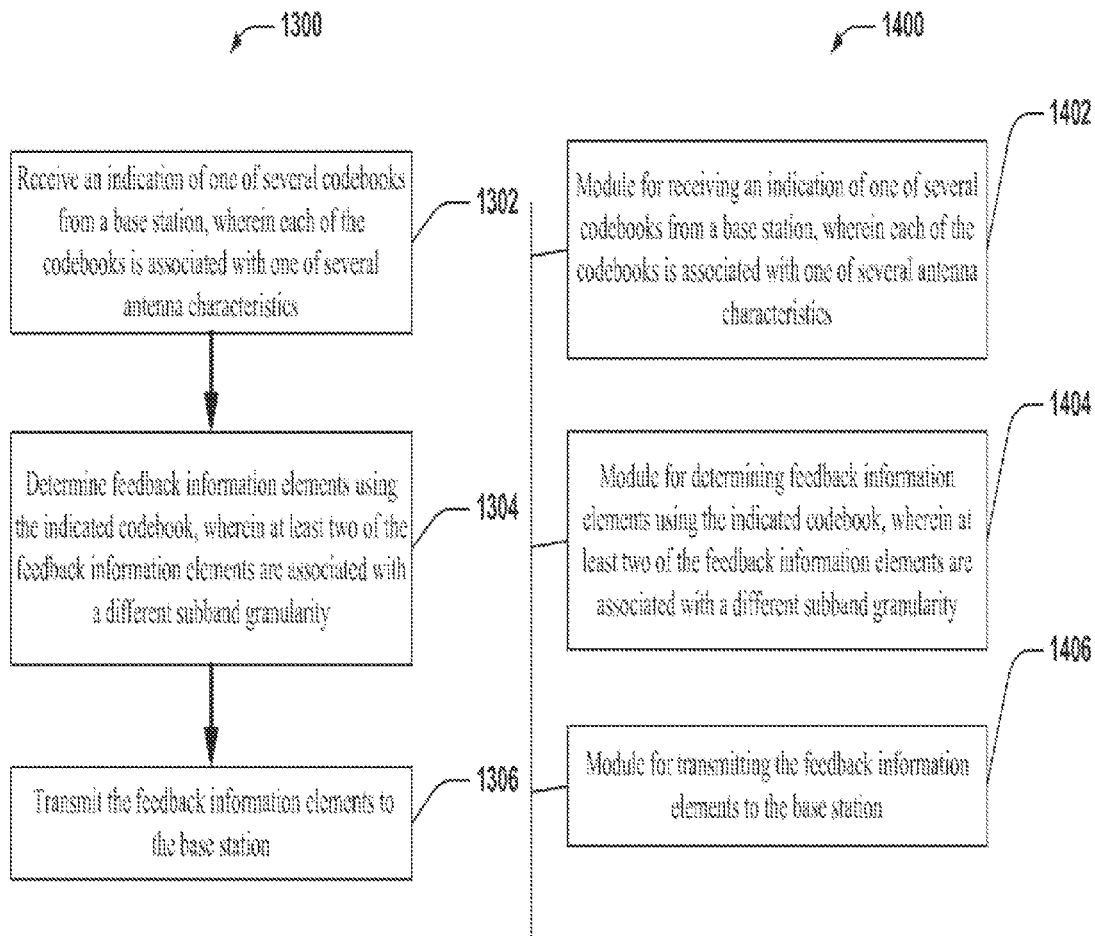 1300
Receive an indication of one of several codebooks
from a base station, wherein each of the
codebooks is associated with one of several
antenna characteristics
1302
Determine feedback information elements using
the indicated codebook, wherein at least two of the
feedback information elements are associated with
a different subband granularity
1304
Transmit the feedback information elements to
the base station
1306
1400
1402
Module for receiving an indication of one of several
codebooks from a base station, wherein each of the
codebooks is associated with one of several antenna
characteristics
1404
Module for determining feedback information
elements using the indicated codebook, wherein at
least two of the feedback information elements are
associated with a different subband granularity
1406
Module for transmitting the feedback information
elements to the base station